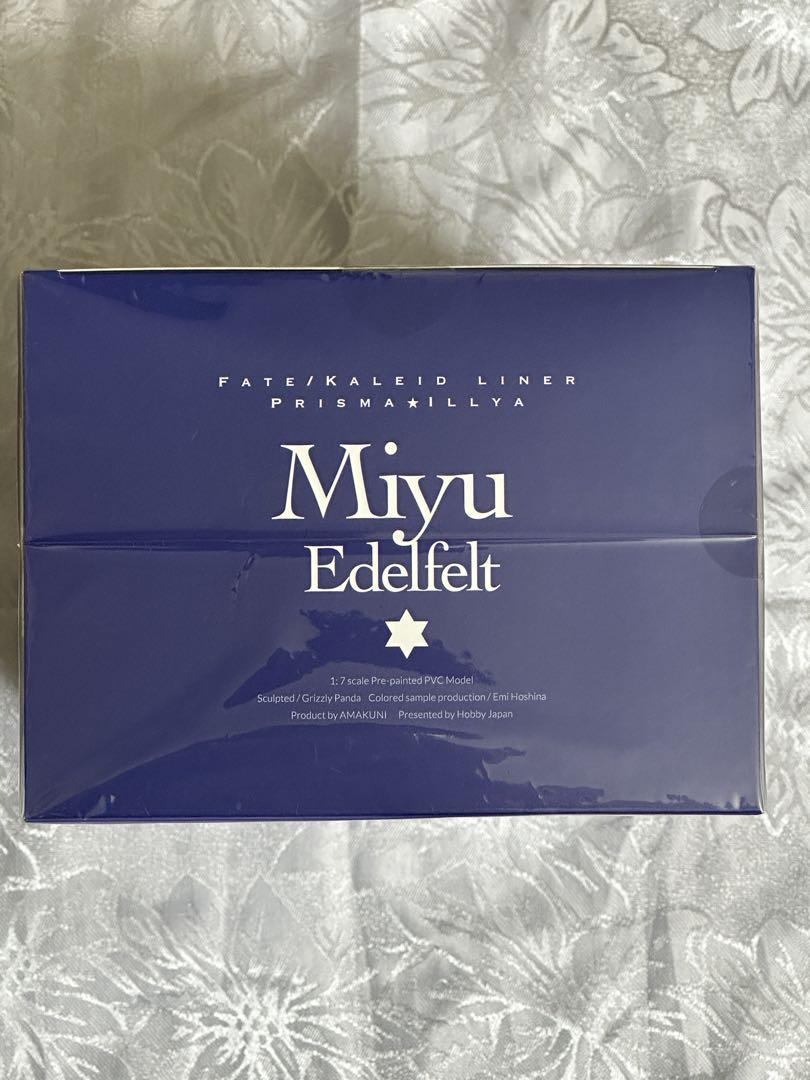 FATE/KALEID LINER
PRISMA★ILLYA
Miyu
Edelfelt
1:7 scale Pre-painted PVC Model
Sculpted / Grizzly Panda Colored sample production / Emi Hoshina
Product by AMAKUNI Presented by Hobby Japan